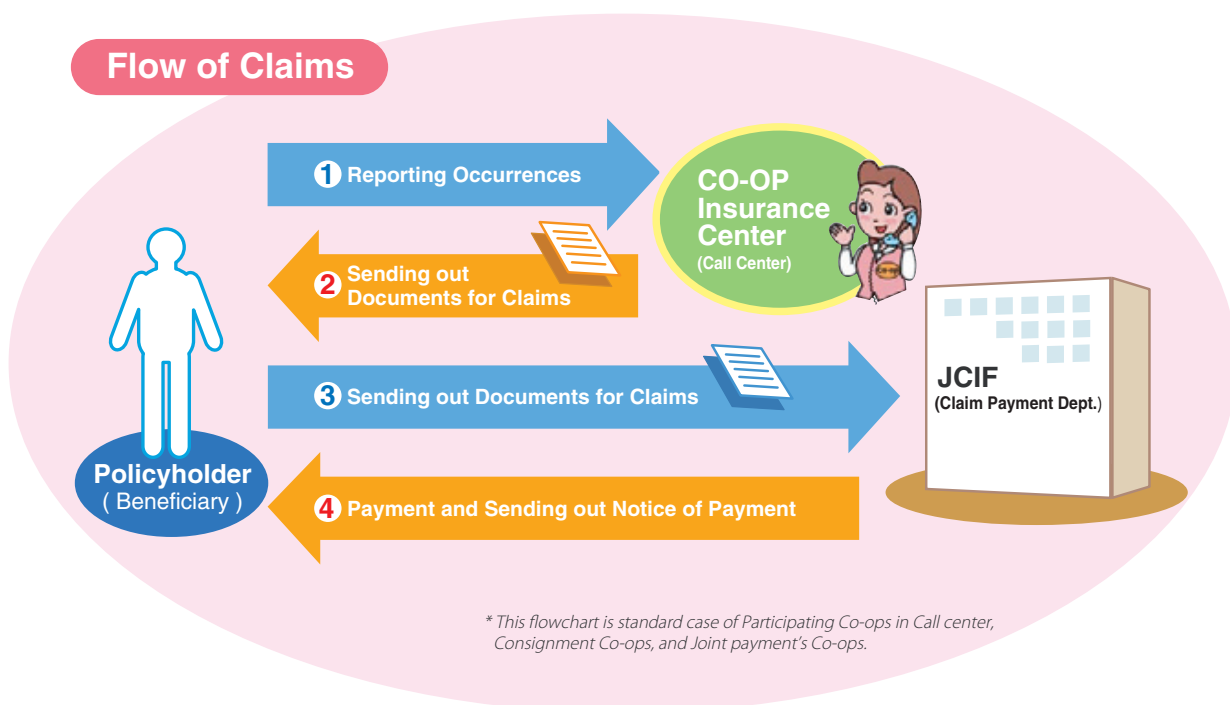 Flow of Claims
1 Reporting Occurrences
CO-OP
Insurance
Center
(Call Center)
CO-OP
2 Sending out
Documents for Claims
3 Sending out Documents for Claims
JCIF
(Claim Payment Dept.)
Policyholder
( Beneficiary )
4 Payment and Sending out Notice of Payment
* This flowchart is standard case of Participating Co-ops in Call center,
Consignment Co-ops, and Joint payment's Co-ops.